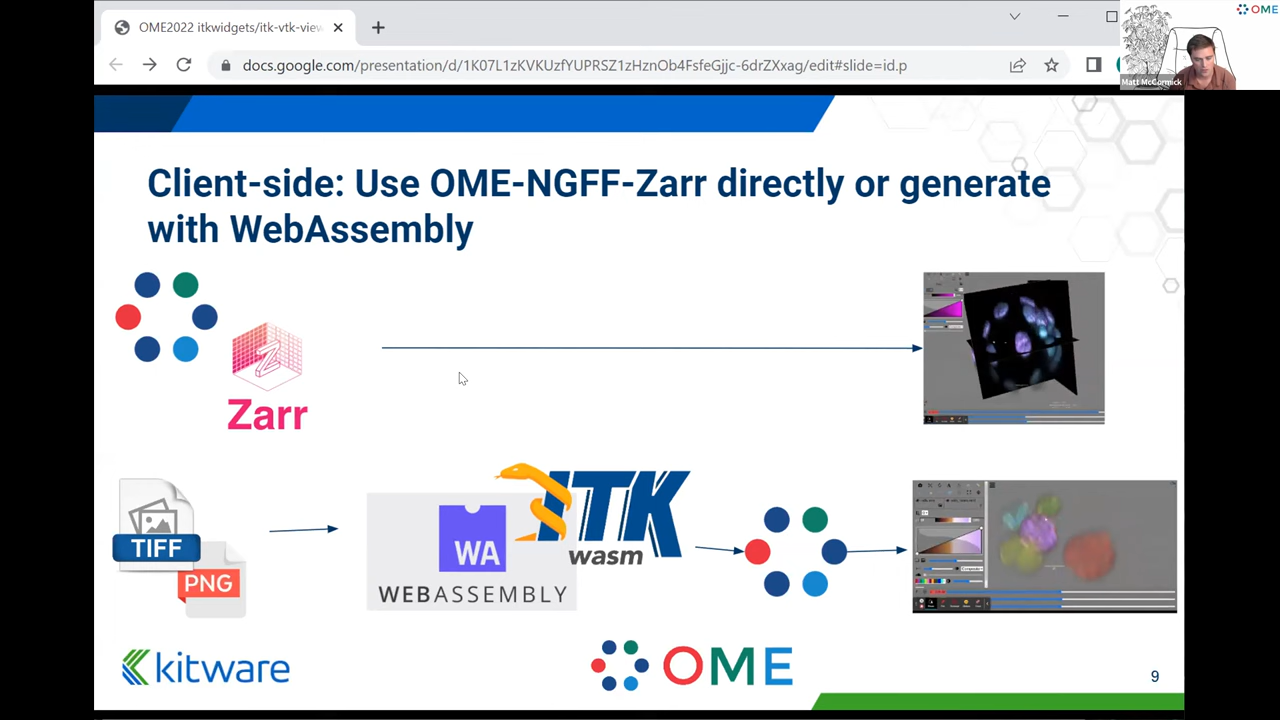 OME2022 itkwidgets/itk-vtk-view
docs.google.com/presentation/d/1K07L1zKVKUzfYUPRSZ1zHznOb4FsfeGjjc-6drZXxag/edit#slide=id.p
OME
Matt McCormick
Client-side: Use OME-NGFF-Zarr directly or generate
with WebAssembly
Zarr
TIFF
PNG
WA
WEBASSEMBLY
ITK
wasm
kitware
OME
9